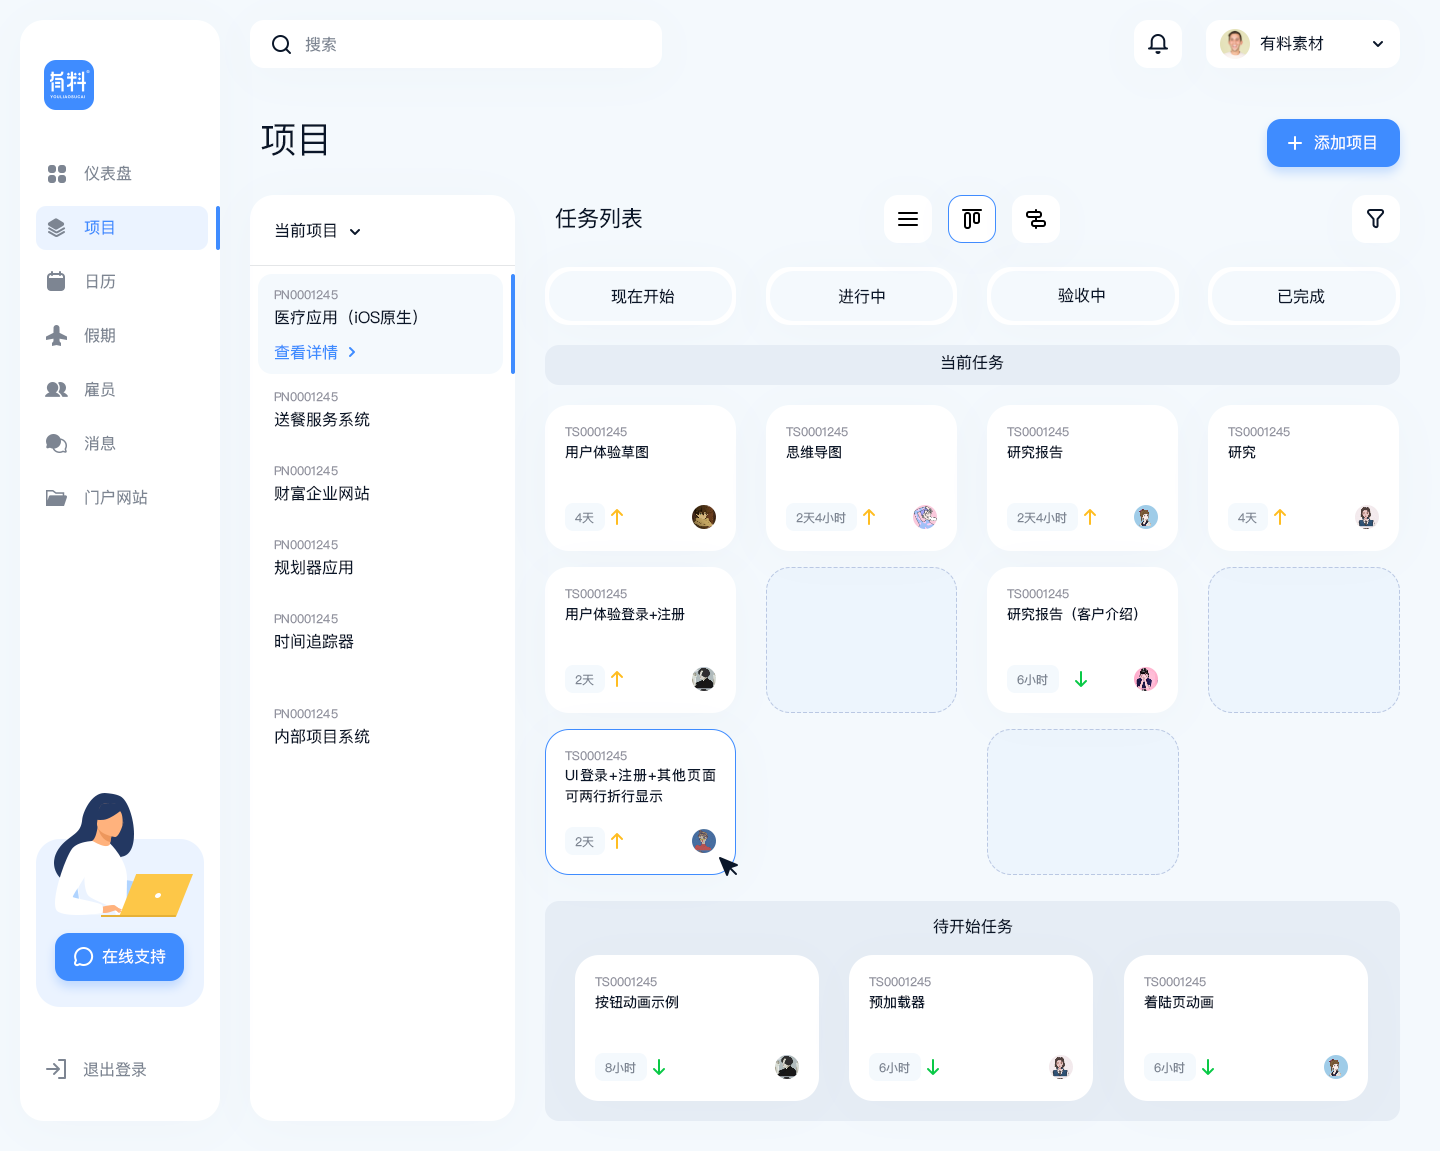 有料
YOULIAOSUCAI
仪表盘
项目
日历
假期
雇员
消息
门户网站
在线支持
退出登录
搜索
有料素材
项目
添加项目
当前项目
PN0001245
医疗应用（iOS原生）
查看详情
PN0001245
送餐服务系统
PN0001245
财富企业网站
PN0001245
规划器应用
PN0001245
时间追踪器
PN0001245
内部项目系统
任务列表
现在开始
进行中
验收中
已完成
当前任务
TS0001245
用户体验草图
4天
TS0001245
思维导图
2天4小时
TS0001245
研究报告
2天4小时
TS0001245
研究
4天
TS0001245
用户体验登录+注册
2天
TS0001245
研究报告（客户介绍）
6小时
TS0001245
UI登录+注册+其他页面
可两行折行显示
2天
待开始任务
TS0001245
按钮动画示例
8小时
TS0001245
预加载器
6小时
TS0001245
着陆页动画
6小时